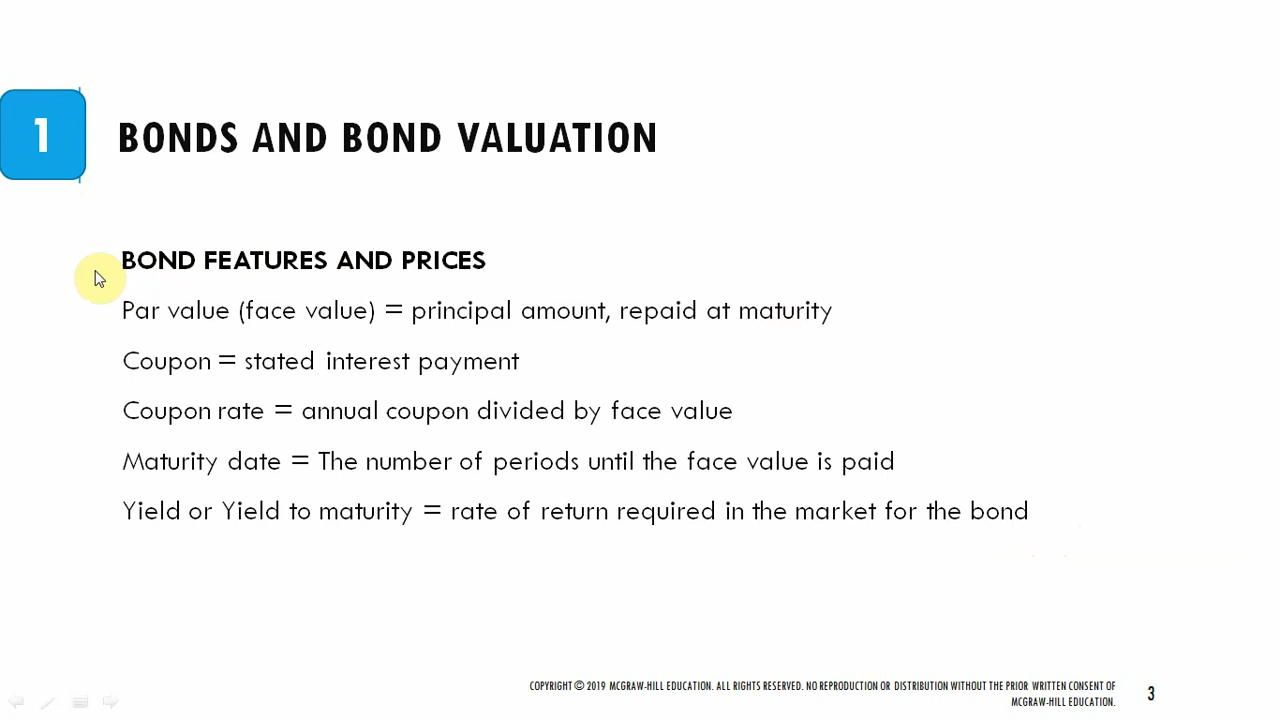 1
BONDS AND BOND VALUATION
BOND FEATURES AND PRICES
Par value (face value) = principal amount, repaid at maturity
Coupon = stated interest payment
Coupon rate = annual coupon divided by face value
Maturity date = The number of periods until the face value is paid
Yield or Yield to maturity = rate of return required in the market for the bond
COPYRIGHT © 2019 MCGRAW-HILL EDUCATION. ALL RIGHTS RESERVED. NO REPRODUCTION OR DISTRIBUTION WITHOUT THE PRIOR WRITTEN CONSENT OF
MCGRAW-HILL EDUCATION.
3